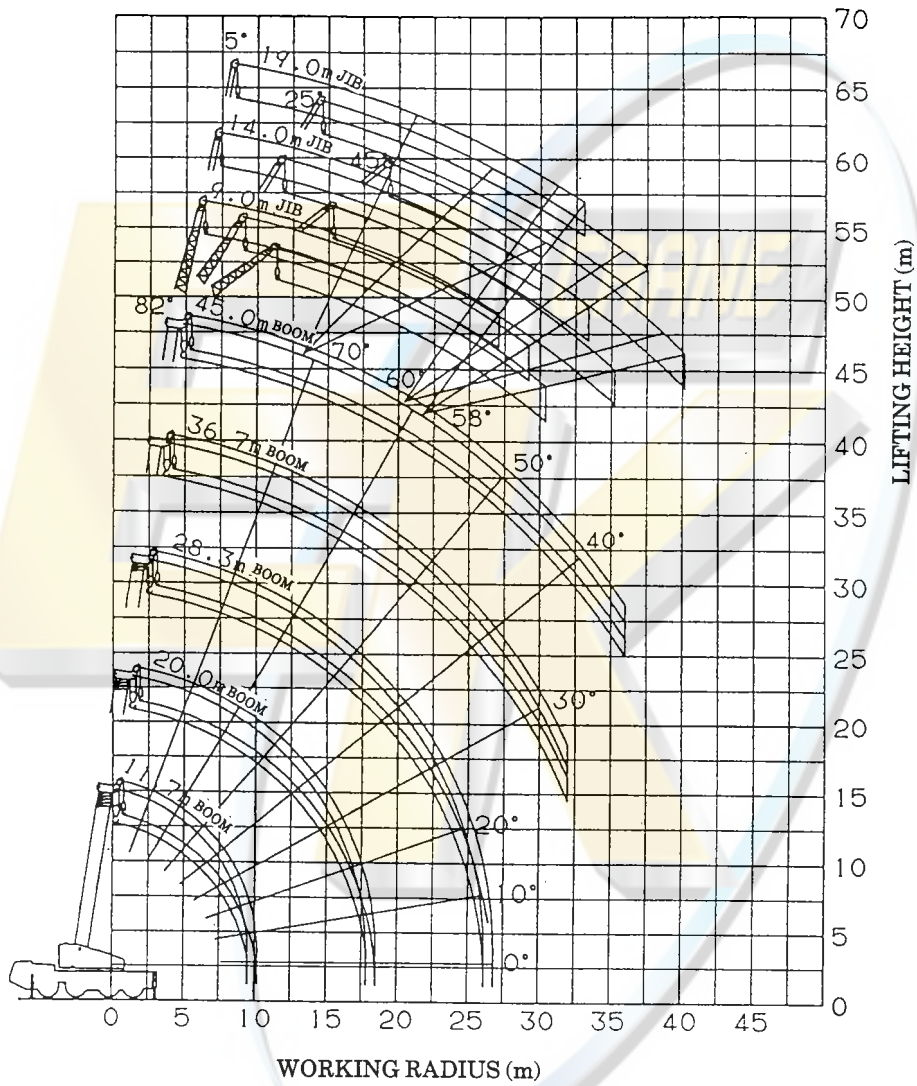 70
5°
19.0m JIB
65
25°
14.0m JIB
45°
60
9.0m JIB
55
50
82°
45.0m BOOM
70°
45
60°
58°
36.7m BOOM
40
50°
35
40°
28.3m BOOM
30
25
30°
20.0m BOOM
20
11.7m BOOM
15
20°
10
10°
5
0°
0
0 5 10 15 20 25 30 35 40 45
WORKING RADIUS (m)
LIFTING HEIGHT (m)
GK
CRANE